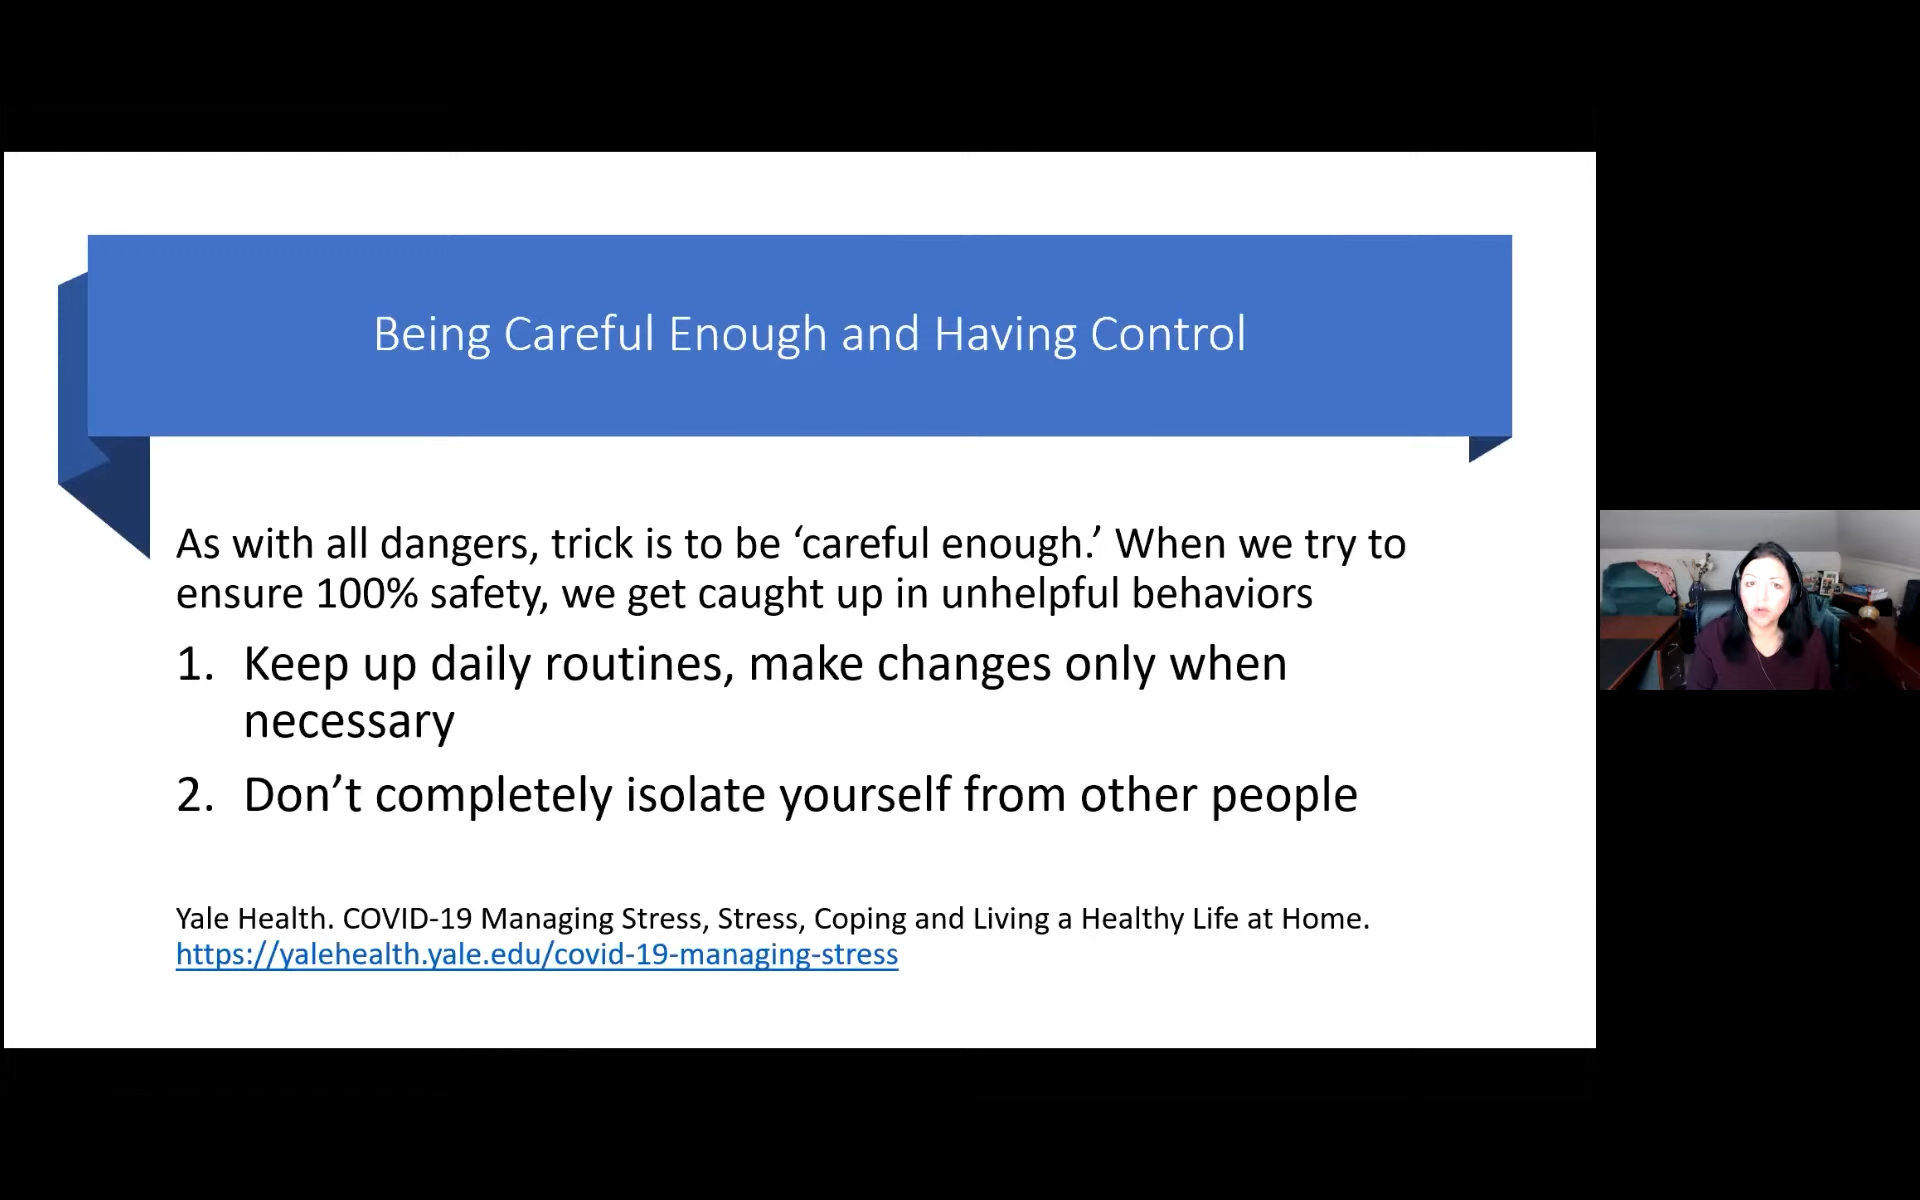 Being Careful Enough and Having Control
As with all dangers, trick is to be ‘careful enough.’ When we try to
ensure 100% safety, we get caught up in unhelpful behaviors
1. Keep up daily routines, make changes only when
necessary
2. Don’t completely isolate yourself from other people
Yale Health. COVID-19 Managing Stress, Stress, Coping and Living a Healthy Life at Home.
https://yalehealth.yale.edu/covid-19-managing-stress